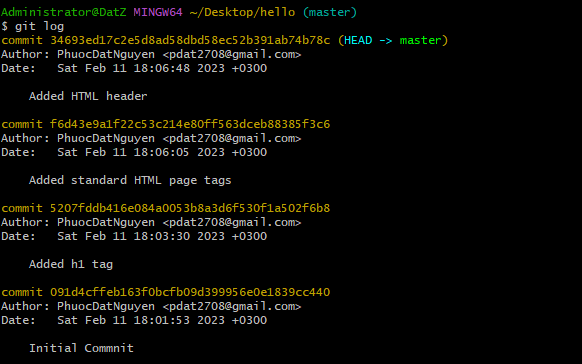 Administrator@DatZ MINGW64 ~/Desktop/hello (master)
$ git log
commit 34693ed17c2e5d8ad58dbd58ec52b391ab74b78c (HEAD -> master)
Author: PhuocDatNguyen <pdat2708@gmail.com>
Date:   Sat Feb 11 18:06:48 2023 +0300
Added HTML header
commit f6d43e9a1f22c53c214e80ff563dceb88385f3c6
Author: PhuocDatNguyen <pdat2708@gmail.com>
Date:   Sat Feb 11 18:06:05 2023 +0300
Added standard HTML page tags
commit 5207fddb416e084a0053b8a3d6f530f1a502f6b8
Author: PhuocDatNguyen <pdat2708@gmail.com>
Date:   Sat Feb 11 18:03:30 2023 +0300
Added h1 tag
commit 091d4cffeb163f0bcfb09d399956e0e1839cc440
Author: PhuocDatNguyen <pdat2708@gmail.com>
Date:   Sat Feb 11 18:01:53 2023 +0300
Initial Commnit